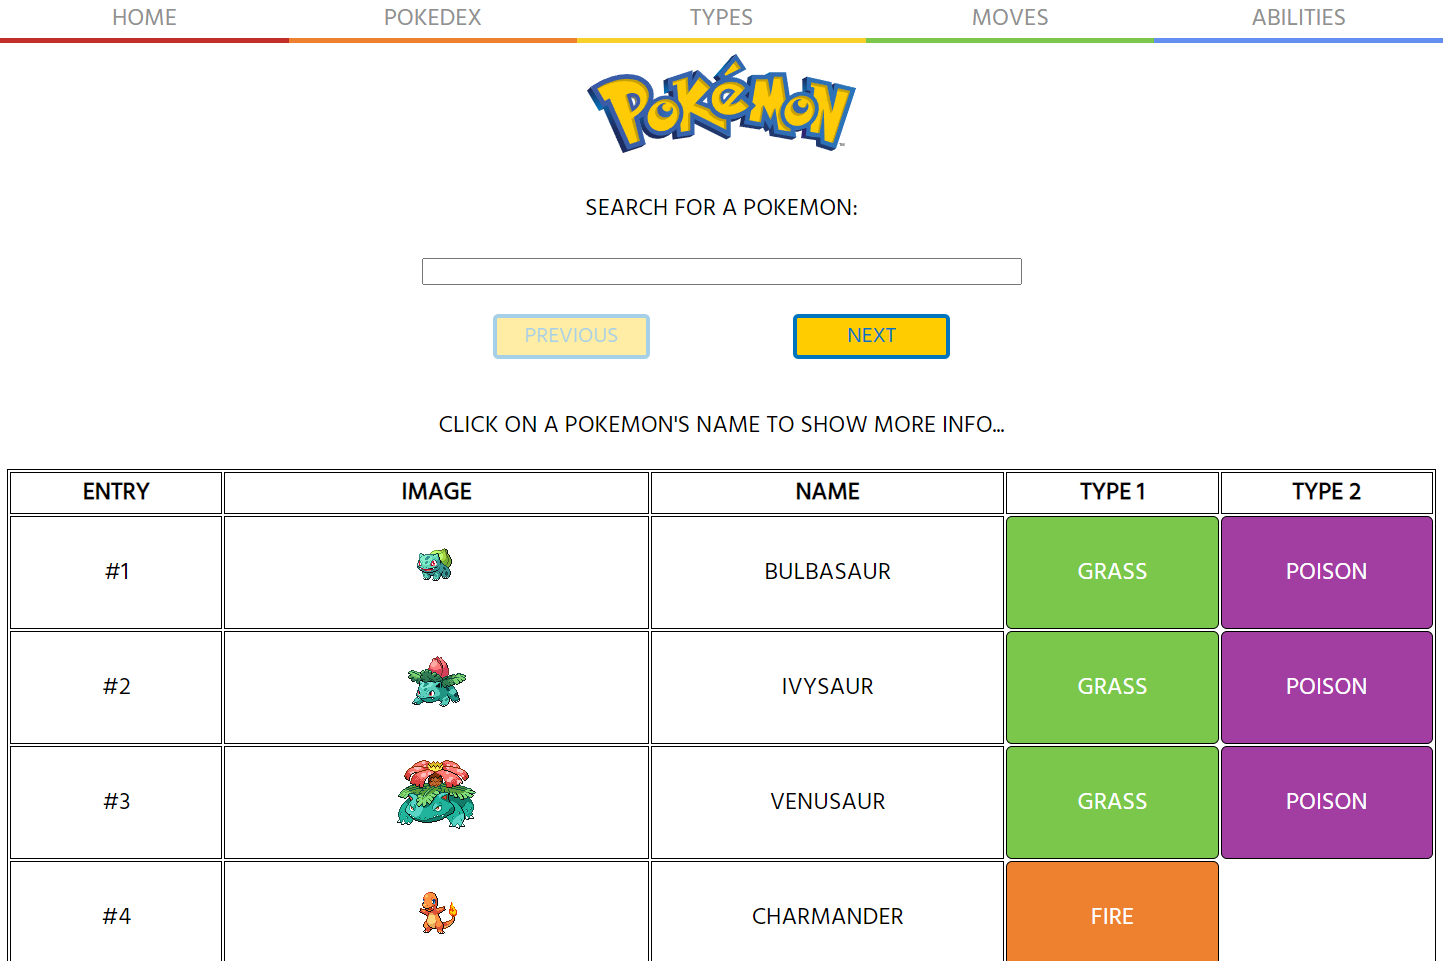 HOME POKEDEX TYPES MOVES ABILITIES
POKéMON
SEARCH FOR A POKEMON:
PREVIOUS NEXT
CLICK ON A POKEMON'S NAME TO SHOW MORE INFO...
ENTRY IMAGE NAME TYPE 1 TYPE 2
#1 BULBASAUR GRASS POISON
#2 IVYSAUR GRASS POISON
#3 VENUSAUR GRASS POISON
#4 CHARMANDER FIRE